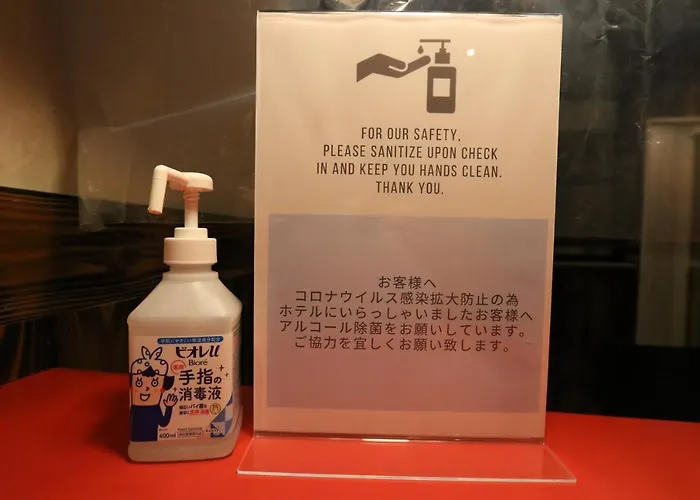 FOR OUR SAFETY,
PLEASE SANITIZE UPON CHECK
IN AND KEEP YOU HANDS CLEAN.
THANK YOU.
お客様へ
コロナウイルス感染拡大防止の為
ホテルにいらっしゃいましたお客様へ
アルコール除菌をお願いしています。
ご協力を宜しくお願い致します。
ビオレu
Bioré
手指の
消毒液
400ml